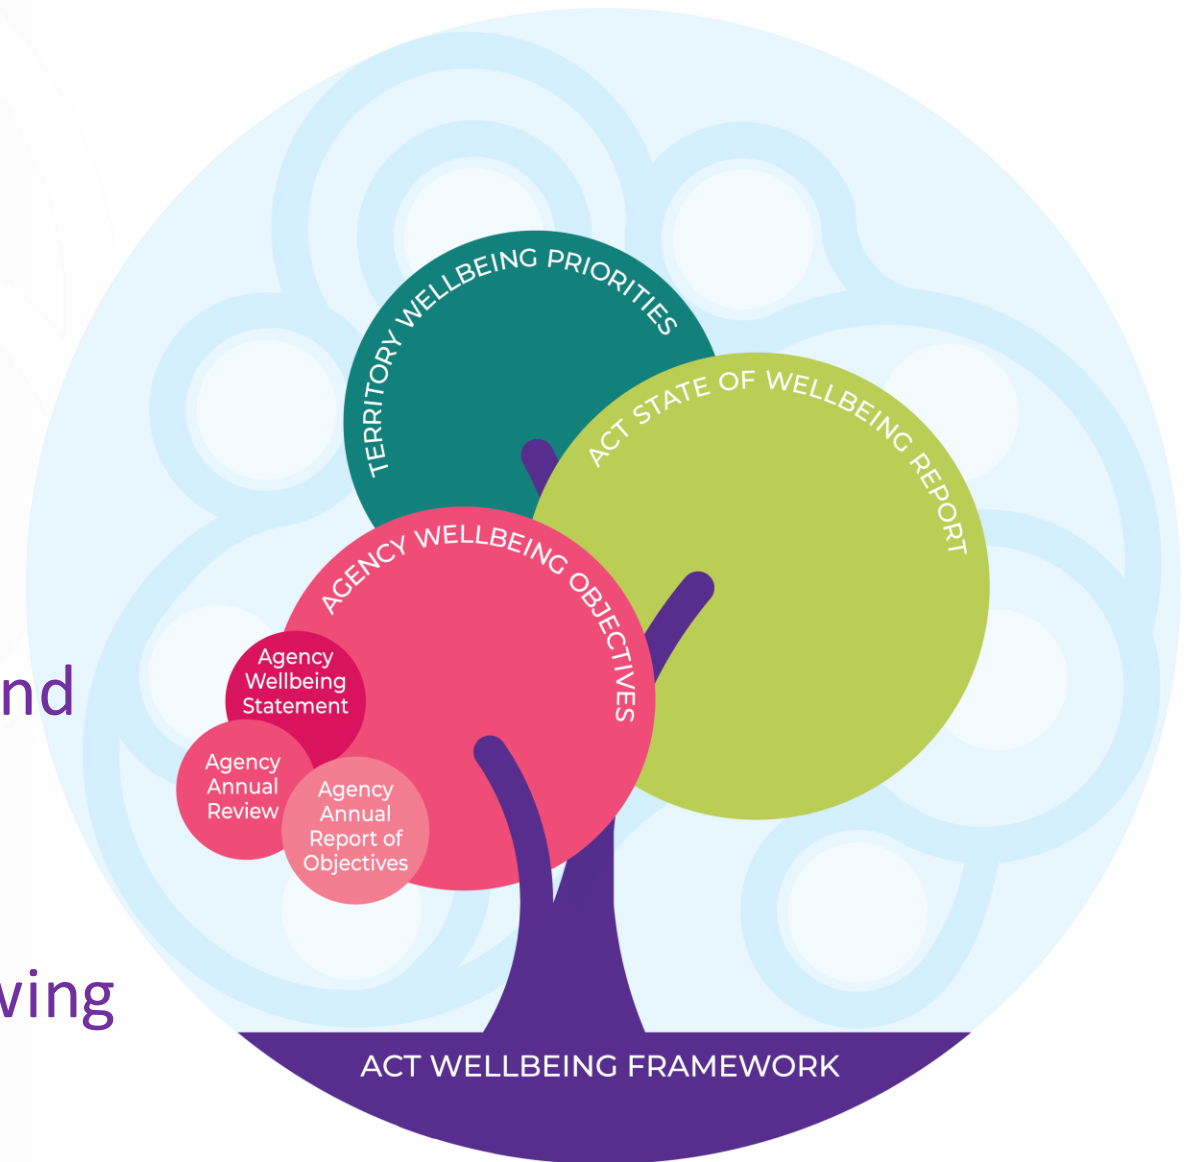 TERRITORY WELLBEING PRIORITIES
ACT STATE OF WELLBEING REPORT
AGENCY WELLBEING OBJECTIVES
Agency
Wellbeing
Statement
nd
Agency
Annual
Review
Agency
Annual
Report of
Objectives
ACT WELLBEING FRAMEWORK